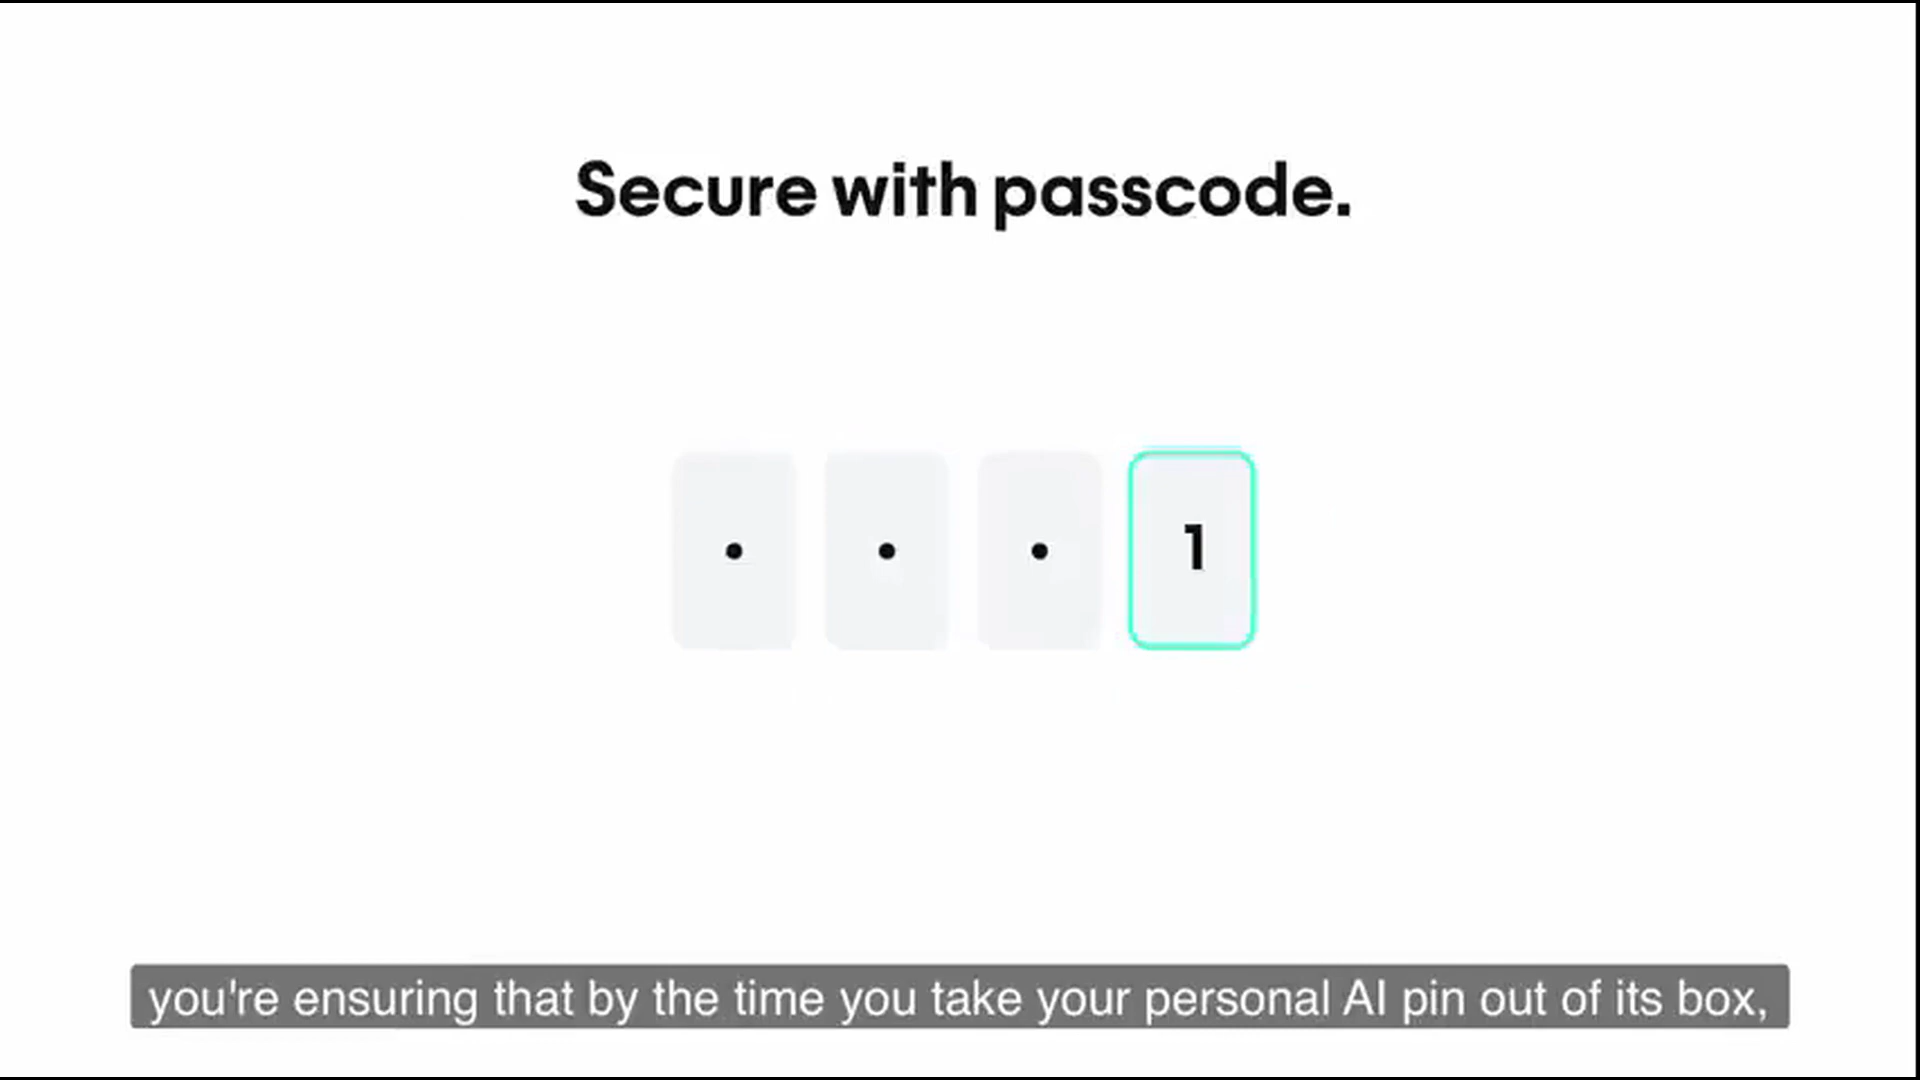 Secure with passcode.
• • • 1
you're ensuring that by the time you take your personal AI pin out of its box,